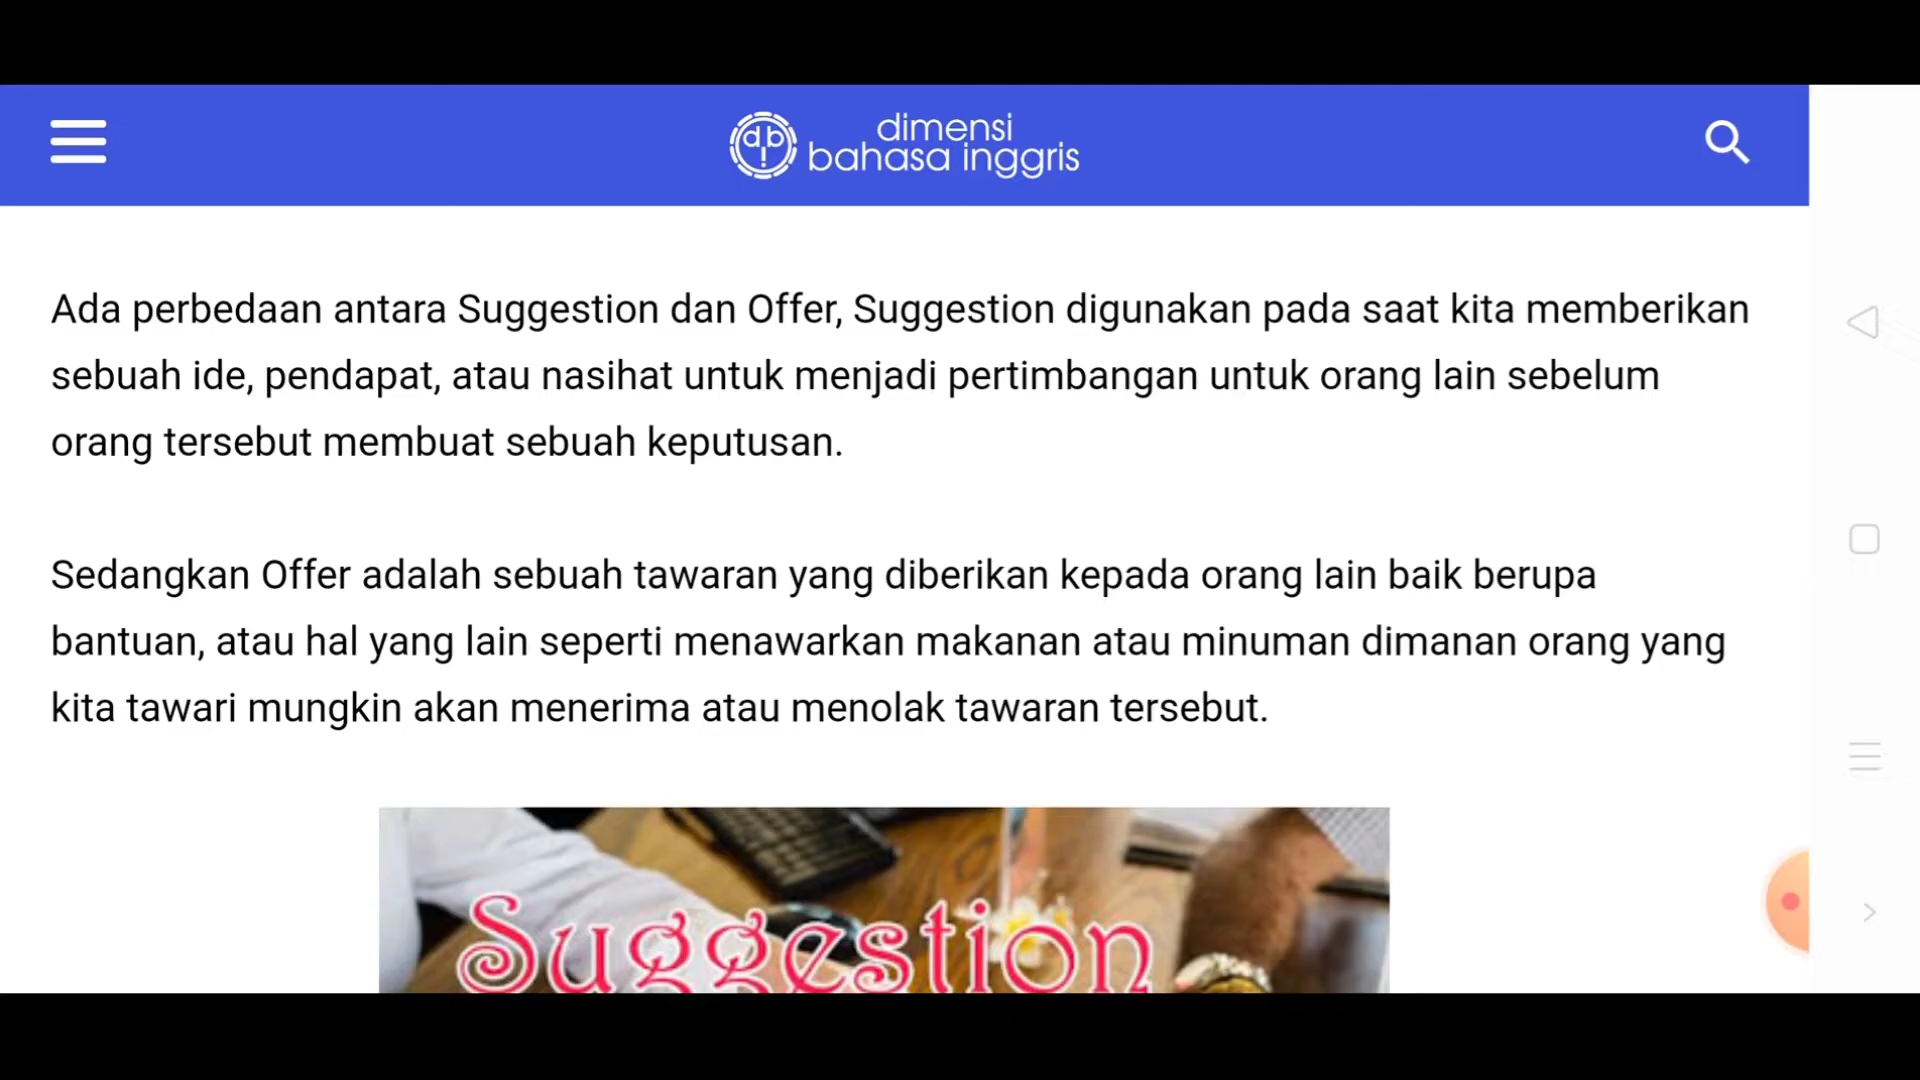 dimensi
bahasa inggris
Ada perbedaan antara Suggestion dan Offer, Suggestion digunakan pada saat kita memberikan
sebuah ide, pendapat, atau nasihat untuk menjadi pertimbangan untuk orang lain sebelum
orang tersebut membuat sebuah keputusan.
Sedangkan Offer adalah sebuah tawaran yang diberikan kepada orang lain baik berupa
bantuan, atau hal yang lain seperti menawarkan makanan atau minuman dimanan orang yang
kita tawari mungkin akan menerima atau menolak tawaran tersebut.
Suggestion